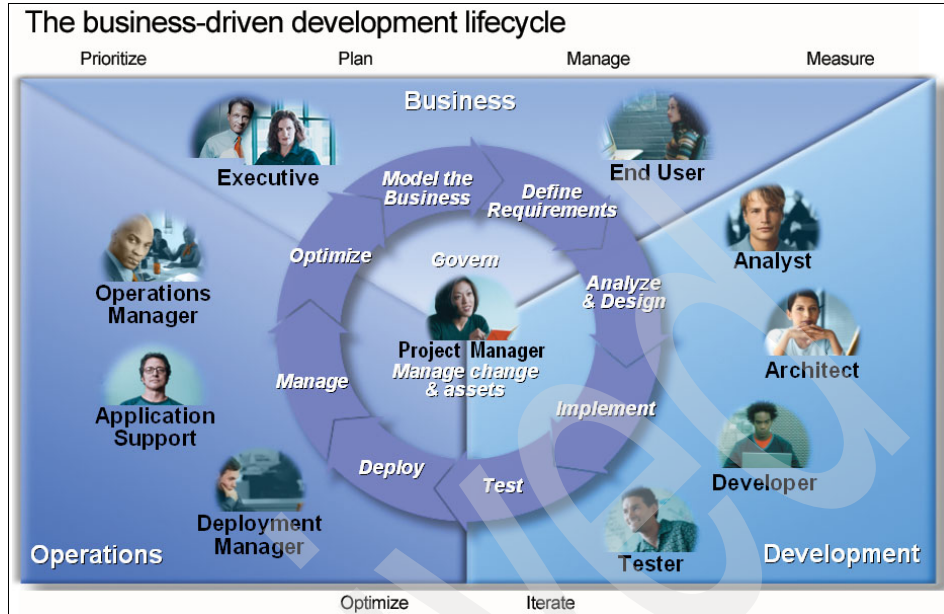 The business-driven development lifecycle
Prioritize Plan Manage Measure
Business
Executive
End User
Model the
Business
Define
Requirements
Optimize
Govern
Analyze
& Design
Analyst
Operations
Manager
Project Manager
Manage change
& assets
Architect
Manage
Implement
Application
Support
Deploy
Test
Developer
Deployment
Manager
Tester
Operations
Development
Optimize Iterate